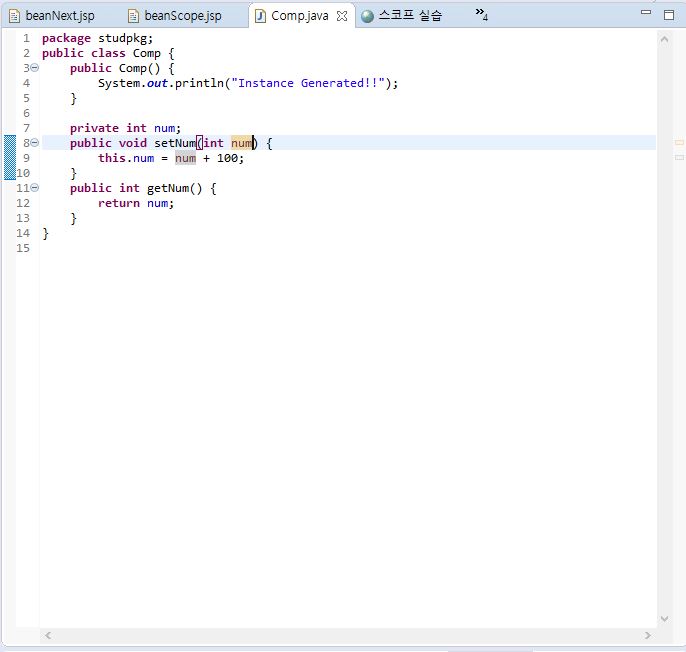 beanNext.jsp beanScope.jsp Comp.java 스코프 실습 »4
1 package studpkg;
2 public class Comp {
3 public Comp() {
4 System.out.println("Instance Generated!!");
5 }
6
7 private int num;
8 public void setNum(int num) {
9 this.num = num + 100;
10 }
11 public int getNum() {
12 return num;
13 }
14 }
15